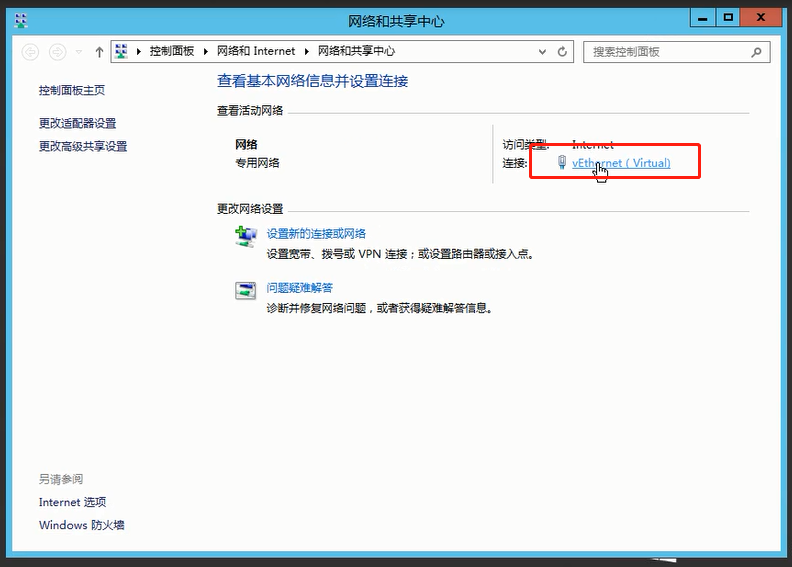 网络和共享中心
控制面板 网络和 Internet 网络和共享中心
搜索控制面板
控制面板主页
更改适配器设置
更改高级共享设置
查看基本网络信息并设置连接
查看活动网络
网络
专用网络
访问类型: Internet
连接: vEthernet ( Virtual)
更改网络设置
设置新的连接或网络
设置宽带、拨号或 VPN 连接；或设置路由器或接入点。
问题疑难解答
诊断并修复网络问题，或者获得疑难解答信息。
另请参阅
Internet 选项
Windows 防火墙